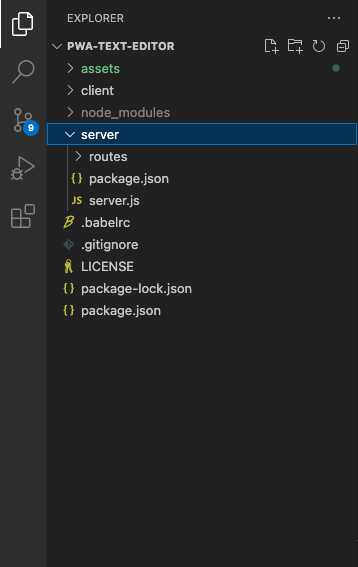 EXPLORER
PWA-TEXT-EDITOR
assets
client
node_modules
9
server
routes
{} package.json
JS server.js
B .babelrc
.gitignore
LICENSE
{} package-lock.json
{} package.json